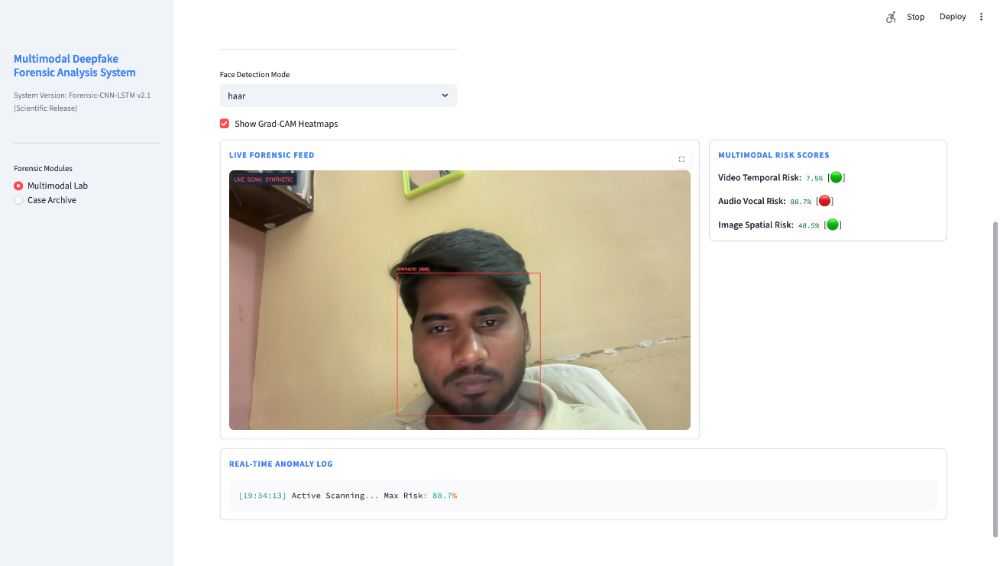 Stop
Deploy
Multimodal Deepfake
Forensic Analysis System
System Version: Forensic-CNN-LSTM v2.1
(Scientific Release)
Forensic Modules
Multimodal Lab
Case Archive
Face Detection Mode
haar
Show Grad-CAM Heatmaps
LIVE FORENSIC FEED
LIVE SCAN: SYNTHETIC
SYNTHETIC (88%)
MULTIMODAL RISK SCORES
Video Temporal Risk: 7.5% [🟢]
Audio Vocal Risk: 88.7% [🔴]
Image Spatial Risk: 48.5% [🟢]
REAL-TIME ANOMALY LOG
[19:34:13] Active Scanning... Max Risk: 88.7%